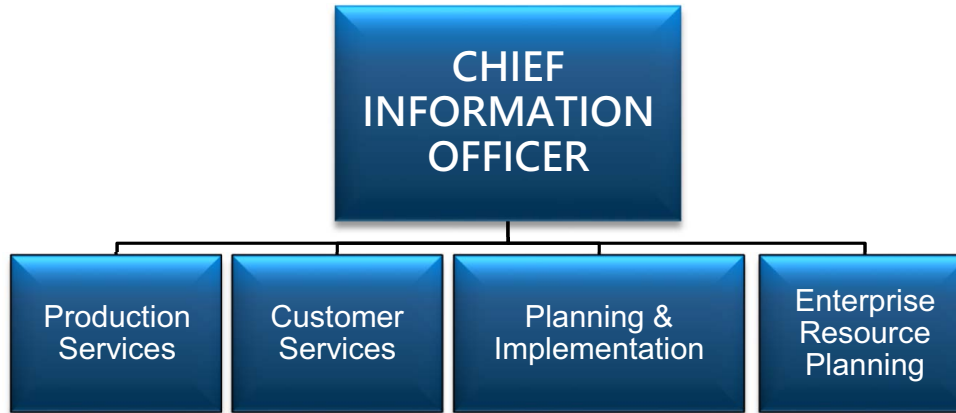 CHIEF
INFORMATION
OFFICER
Production
Services
Customer
Services
Planning &
Implementation
Enterprise
Resource
Planning